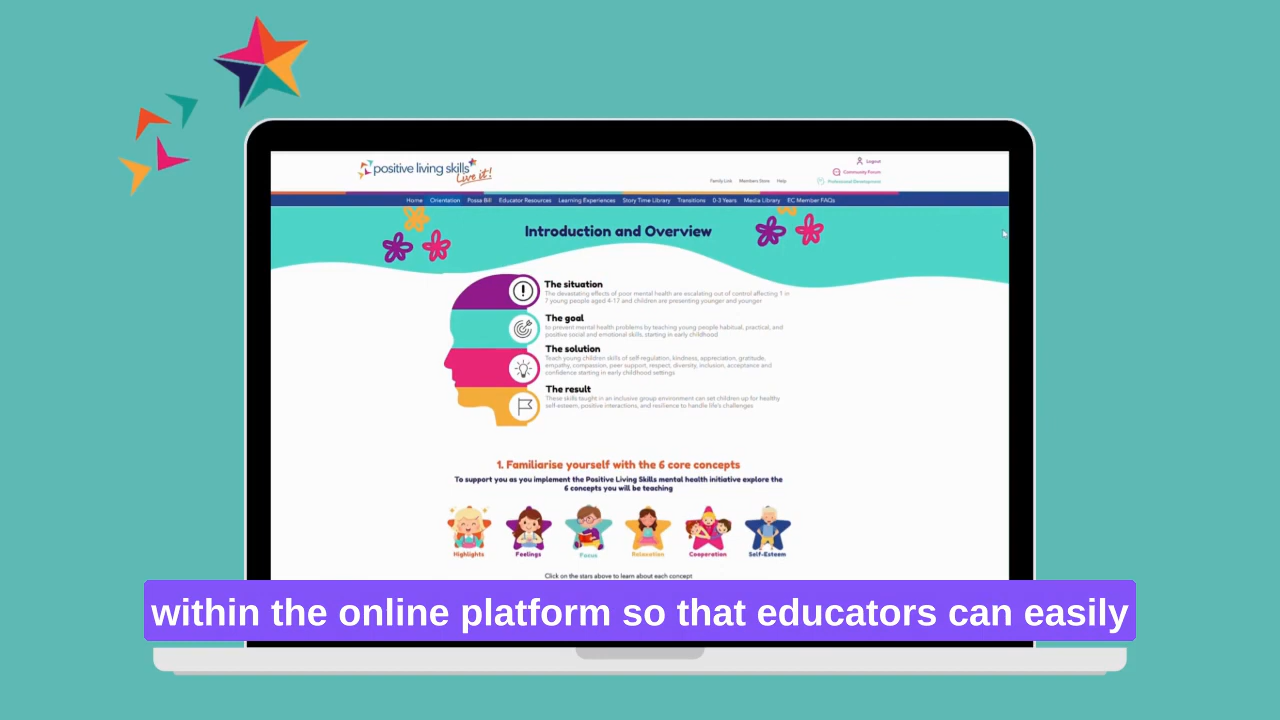 positive living skills
Live it!
Logout
Community Forum
Professional Development
Family Link Members Store Help
Home Orientation Possa Bill Educator Resources Learning Experiences Story Time Library Transitions 0-3 Years Media Library EC Member FAQs
Introduction and Overview
The situation
The devastating effects of poor mental health are escalating out of control affecting 1 in
7 young people aged 4-17 and children are presenting younger and younger
The goal
to prevent mental health problems by teaching young people habitual, practical, and
positive social and emotional skills, starting in early childhood
The solution
Teach young children skills of self-regulation, kindness, appreciation, gratitude,
empathy, compassion, peer support, respect, diversity, inclusion, acceptance and
confidence starting in early childhood settings
The result
These skills taught in an inclusive group environment can set children up for healthy
self-esteem, positive interactions, and resilience to handle life's challenges
1. Familiarise yourself with the 6 core concepts
To support you as you implement the Positive Living Skills mental health initiative explore the
6 concepts you will be teaching
Highlights Feelings Focus Relaxation Cooperation Self-Esteem
Click on the stars above to learn about each concept
within the online platform so that educators can easily